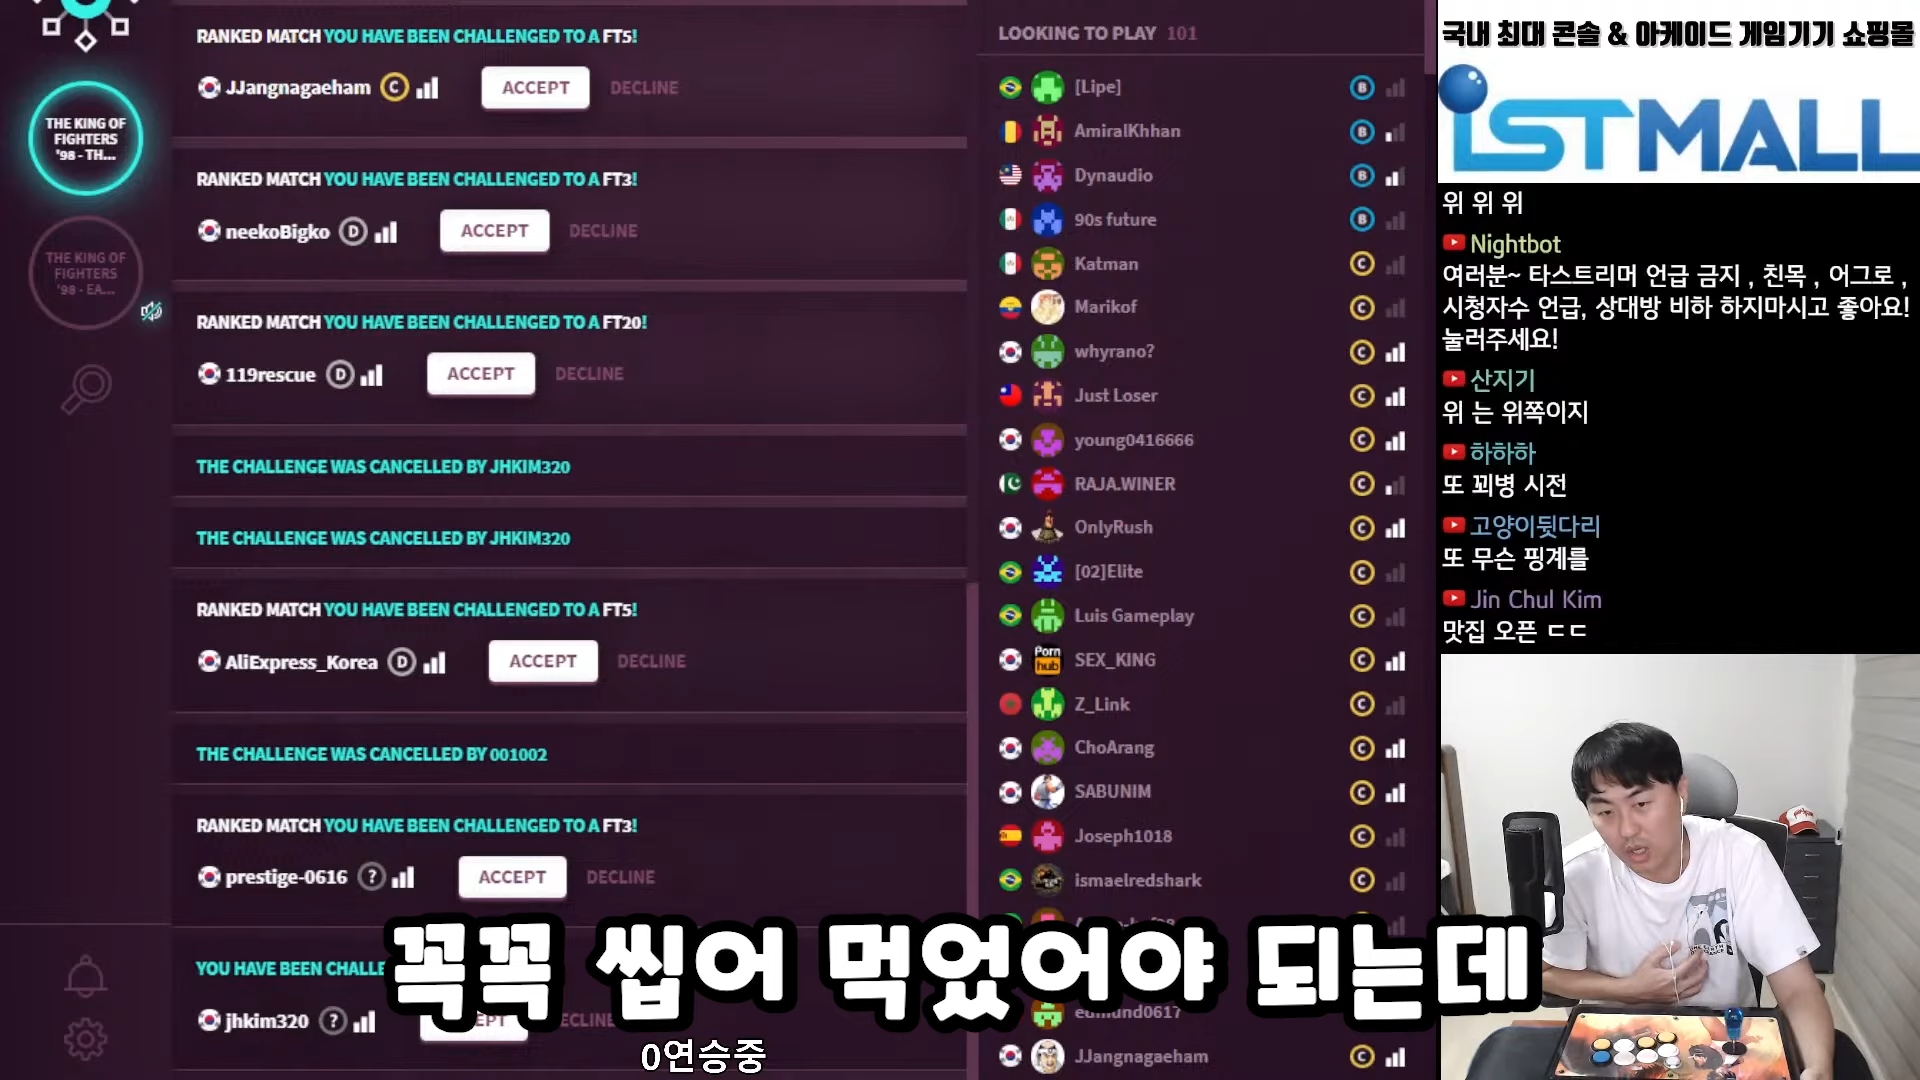 THE KING OF
FIGHTERS
'98 - TH...
THE KING OF
FIGHTERS
'98 - EA...
RANKED MATCH YOU HAVE BEEN CHALLENGED TO A FT5!
JJangnagaeham C ACCEPT DECLINE
RANKED MATCH YOU HAVE BEEN CHALLENGED TO A FT3!
neekoBigko D ACCEPT DECLINE
RANKED MATCH YOU HAVE BEEN CHALLENGED TO A FT20!
119rescue D ACCEPT DECLINE
THE CHALLENGE WAS CANCELLED BY JHKIM320
THE CHALLENGE WAS CANCELLED BY JHKIM320
RANKED MATCH YOU HAVE BEEN CHALLENGED TO A FT5!
AliExpress_Korea D ACCEPT DECLINE
THE CHALLENGE WAS CANCELLED BY 001002
RANKED MATCH YOU HAVE BEEN CHALLENGED TO A FT3!
prestige-0616 ? ACCEPT DECLINE
YOU HAVE BEEN CHALLE
jhkim320 ?
LOOKING TO PLAY 101
[Lipe] B
AmiralKhhan B
Dynaudio B
90s future B
Katman C
Marikof C
whyrano? C
Just Loser C
young0416666 C
RAJA.WINER C
OnlyRush C
[02]Elite C
Luis Gameplay C
Porn
hub
SEX_KING C
Z_Link C
ChoArang C
SABUNIM C
Joseph1018 C
ismaelredshark C
edmund0617
JJangnagaeham C
꼭꼭 씹어 먹었어야 되는데
0연승중
국내 최대 콘솔 & 아케이드 게임기기 쇼핑몰
iSTMALL
위 위 위
Nightbot
여러분~ 타스트리머 언급 금지 , 친목 , 어그로 ,
시청자수 언급, 상대방 비하 하지마시고 좋아요!
눌러주세요!
산지기
위 는 위쪽이지
하하하
또 꾀병 시전
고양이뒷다리
또 무슨 핑계를
Jin Chul Kim
맛집 오픈 ㄷㄷ